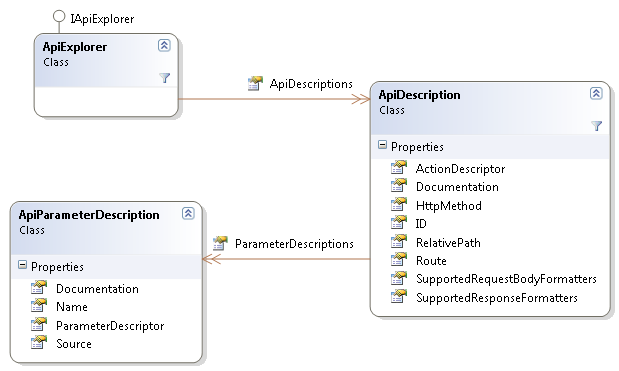 IApiExplorer
ApiExplorer
Class
ApiDescriptions
ApiDescription
Class
Properties
ActionDescriptor
Documentation
HttpMethod
ID
RelativePath
Route
SupportedRequestBodyFormatters
SupportedResponseFormatters
ParameterDescriptions
ApiParameterDescription
Class
Properties
Documentation
Name
ParameterDescriptor
Source